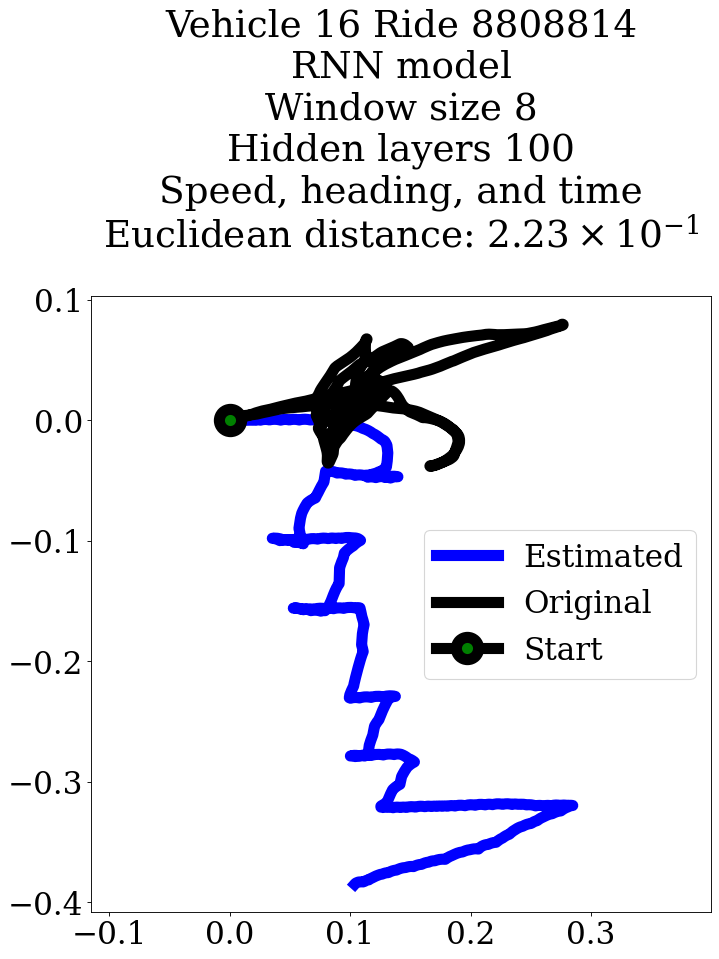 Vehicle 16 Ride 8808814
RNN model
Window size 8
Hidden layers 100
Speed, heading, and time
Euclidean distance: 2.23 × 10⁻¹
0.1
0.0
−0.1
−0.2
−0.3
−0.4
Estimated
Original
Start
−0.1 0.0 0.1 0.2 0.3